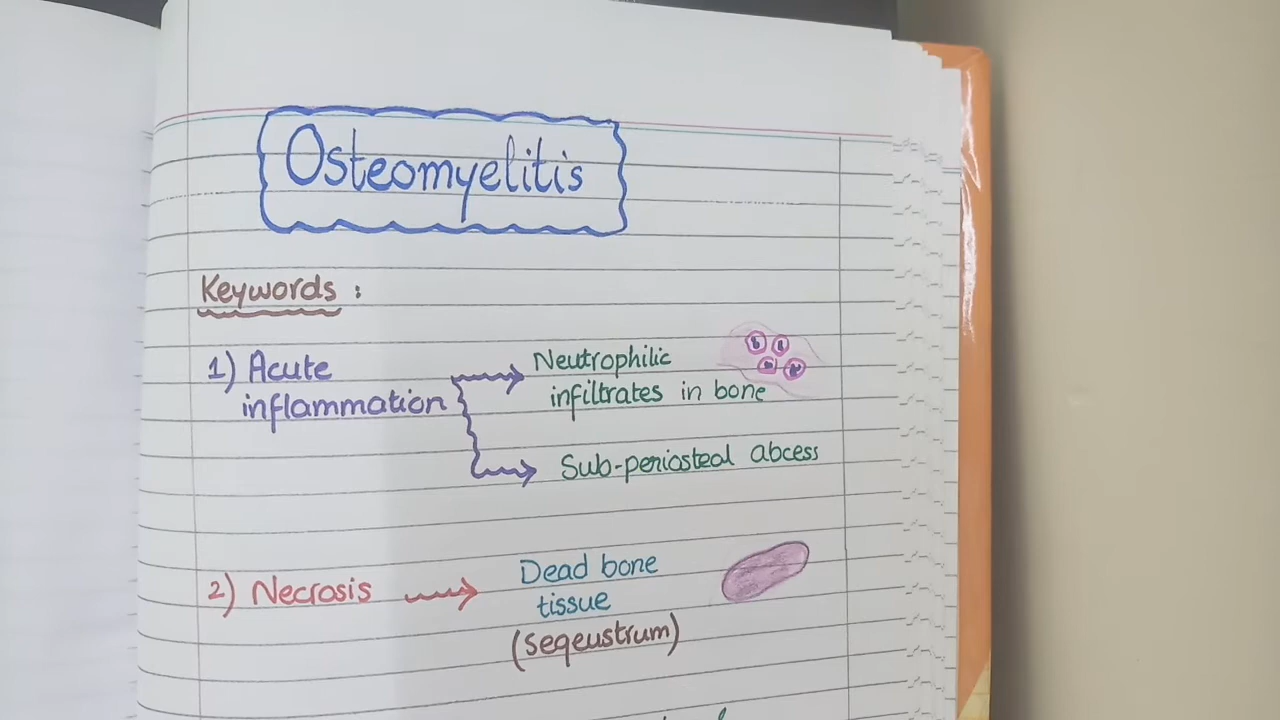 Osteomyelitis
Keywords :
1) Acute
inflammation
Neutrophilic
infiltrates in bone
Sub-periosteal abcess
2) Necrosis
Dead bone
tissue
(seqeustrum)